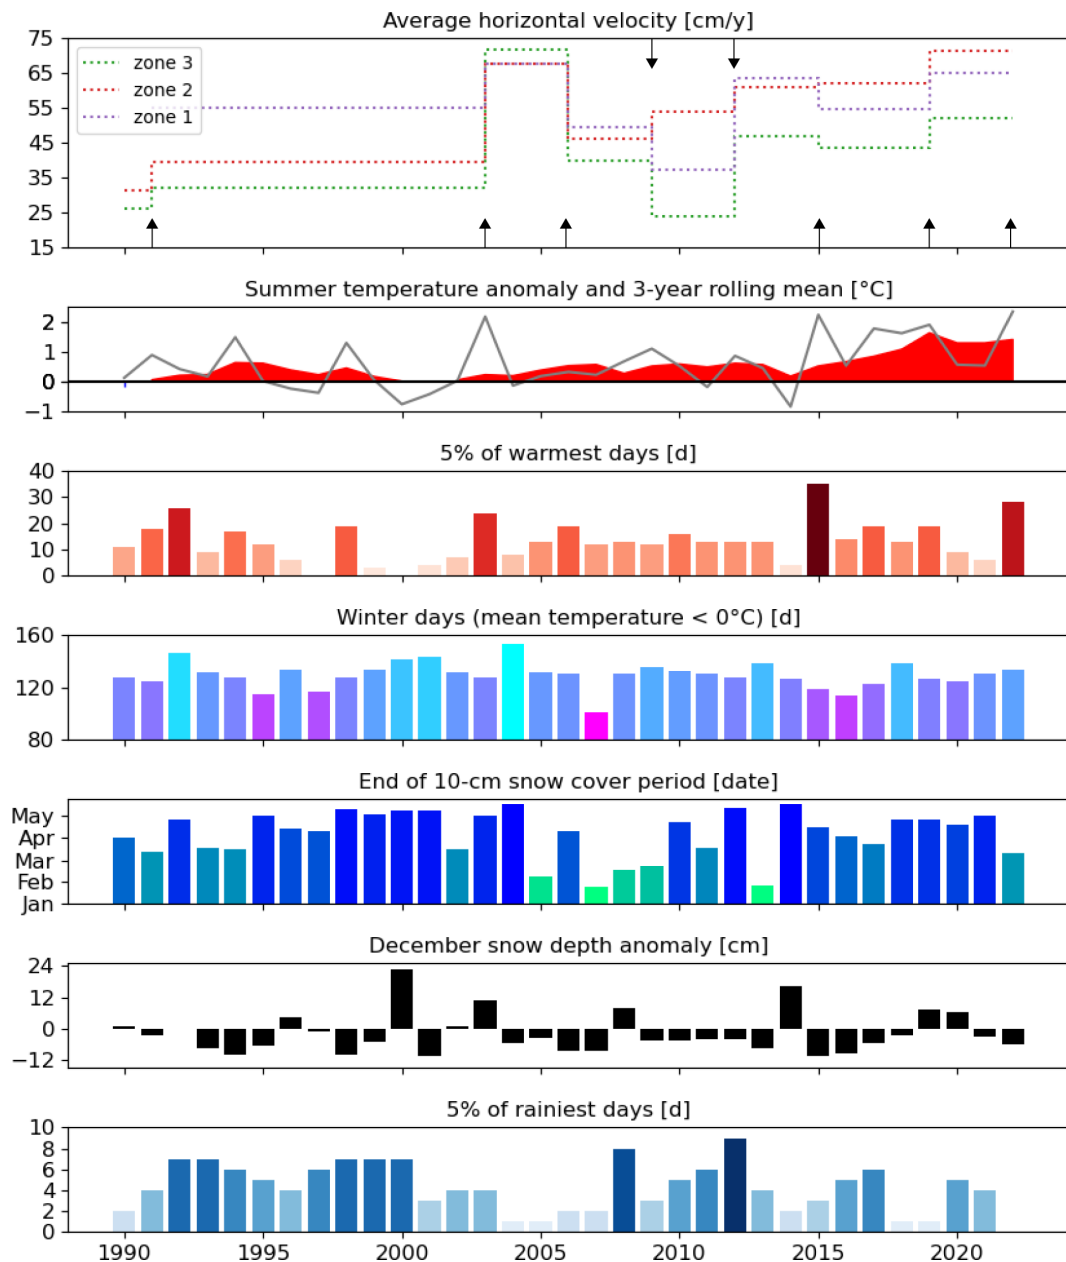 Average horizontal velocity [cm/y]
75
65
55
45
35
25
15
zone 3
zone 2
zone 1
Summer temperature anomaly and 3-year rolling mean [°C]
2
1
0
−1
5% of warmest days [d]
40
30
20
10
0
Winter days (mean temperature < 0°C) [d]
160
120
80
End of 10-cm snow cover period [date]
May
Apr
Mar
Feb
Jan
December snow depth anomaly [cm]
24
12
0
−12
5% of rainiest days [d]
10
8
6
4
2
0
1990 1995 2000 2005 2010 2015 2020